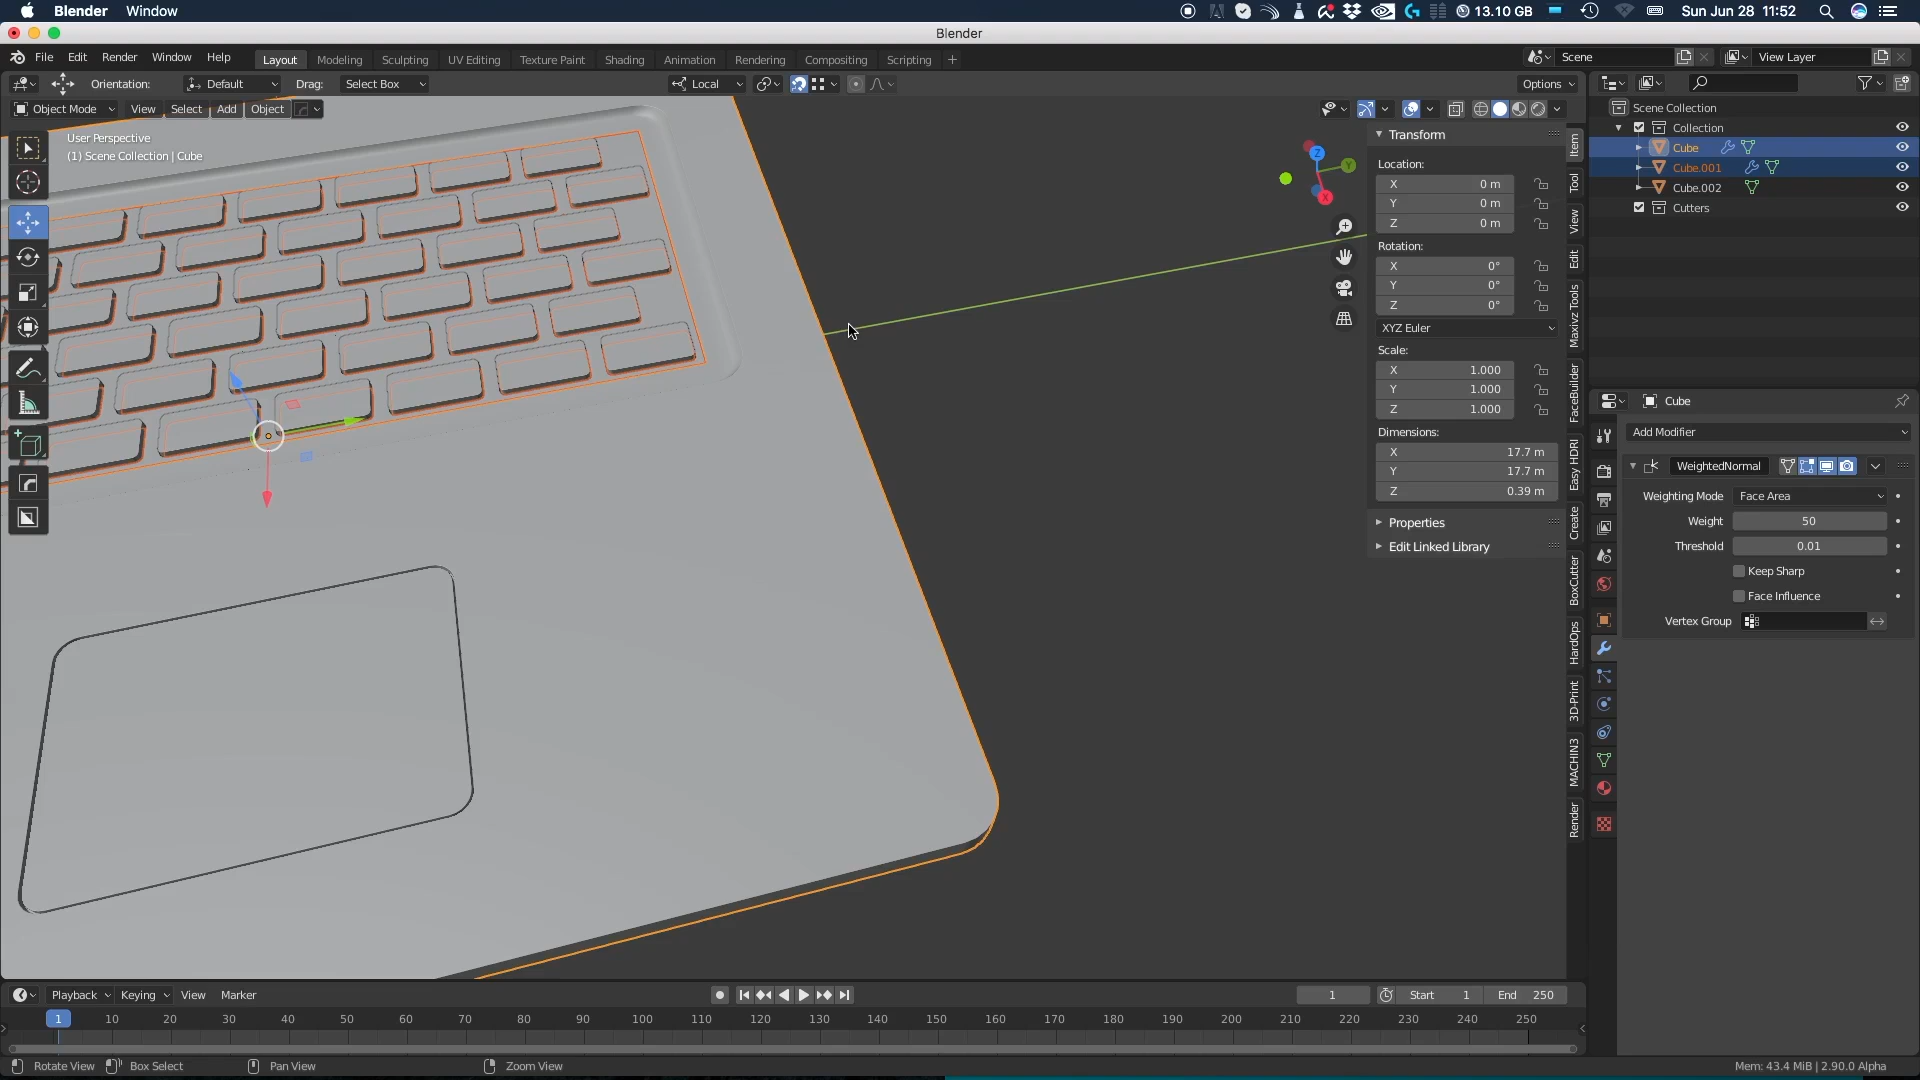 Blender Window 13.10 GB Sun Jun 28 11:52
Blender
File Edit Render Window Help Layout Modeling Sculpting UV Editing Texture Paint Shading Animation Rendering Compositing Scripting + Scene View Layer
Orientation: Default Drag: Select Box Local Options
Object Mode View Select Add Object
User Perspective
(1) Scene Collection | Cube
Z
Y
X
Transform
Location:
X 0 m
Y 0 m
Z 0 m
Rotation:
X 0°
Y 0°
Z 0°
XYZ Euler
Scale:
X 1.000
Y 1.000
Z 1.000
Dimensions:
X 17.7 m
Y 17.7 m
Z 0.39 m
Properties
Edit Linked Library
Item
Tool
View
Edit
Maxivz Tools
FaceBuilder
Easy HDRI
Create
BoxCutter
HardOps
3D-Print
MACHIN3
Render
Scene Collection
Collection
Cube
Cube.001
Cube.002
Cutters
Cube
Add Modifier
WeightedNormal
Weighting Mode Face Area
Weight 50
Threshold 0.01
Keep Sharp
Face Influence
Vertex Group
Playback Keying View Marker 1 Start 1 End 250
1 10 20 30 40 50 60 70 80 90 100 110 120 130 140 150 160 170 180 190 200 210 220 230 240 250
Rotate View Box Select Pan View Zoom View Mem: 43.4 MiB | 2.90.0 Alpha